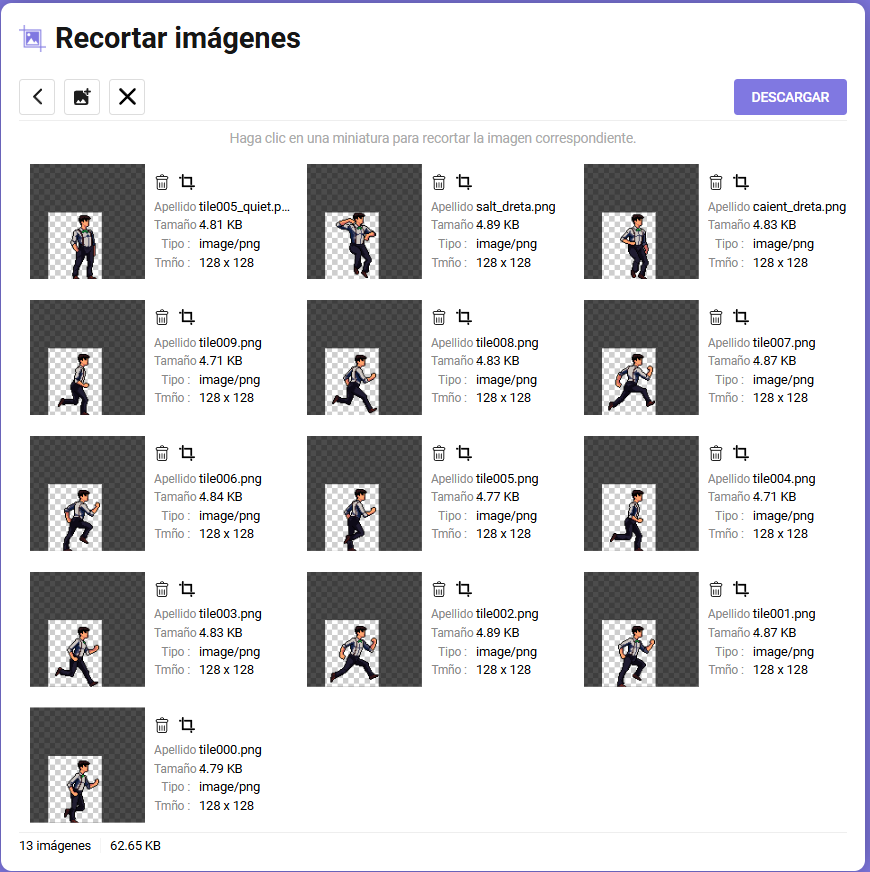 Recortar imágenes
DESCARGAR
Haga clic en una miniatura para recortar la imagen correspondiente.
Apellido tile005_quiet.p...
Tamaño 4.81 KB
Tipo : image/png
Tmño : 128 x 128
Apellido salt_dreta.png
Tamaño 4.89 KB
Tipo : image/png
Tmño : 128 x 128
Apellido caient_dreta.png
Tamaño 4.83 KB
Tipo : image/png
Tmño : 128 x 128
Apellido tile009.png
Tamaño 4.71 KB
Tipo : image/png
Tmño : 128 x 128
Apellido tile008.png
Tamaño 4.83 KB
Tipo : image/png
Tmño : 128 x 128
Apellido tile007.png
Tamaño 4.87 KB
Tipo : image/png
Tmño : 128 x 128
Apellido tile006.png
Tamaño 4.84 KB
Tipo : image/png
Tmño : 128 x 128
Apellido tile005.png
Tamaño 4.77 KB
Tipo : image/png
Tmño : 128 x 128
Apellido tile004.png
Tamaño 4.71 KB
Tipo : image/png
Tmño : 128 x 128
Apellido tile003.png
Tamaño 4.83 KB
Tipo : image/png
Tmño : 128 x 128
Apellido tile002.png
Tamaño 4.89 KB
Tipo : image/png
Tmño : 128 x 128
Apellido tile001.png
Tamaño 4.87 KB
Tipo : image/png
Tmño : 128 x 128
Apellido tile000.png
Tamaño 4.79 KB
Tipo : image/png
Tmño : 128 x 128
13 imágenes 62.65 KB